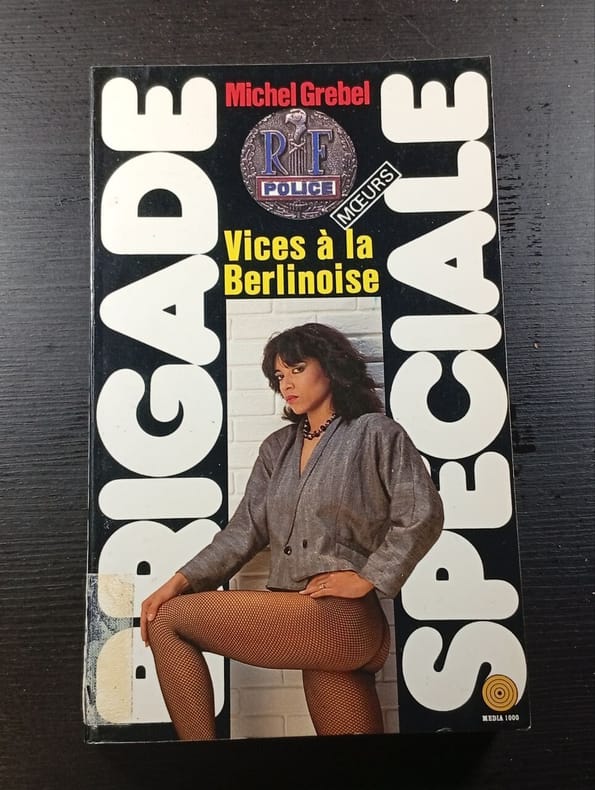 BRIGADE
Michel Grebel
RF
POLICE
MŒURS
Vices à la
Berlinoise
SPECIALE
MEDIA 1000